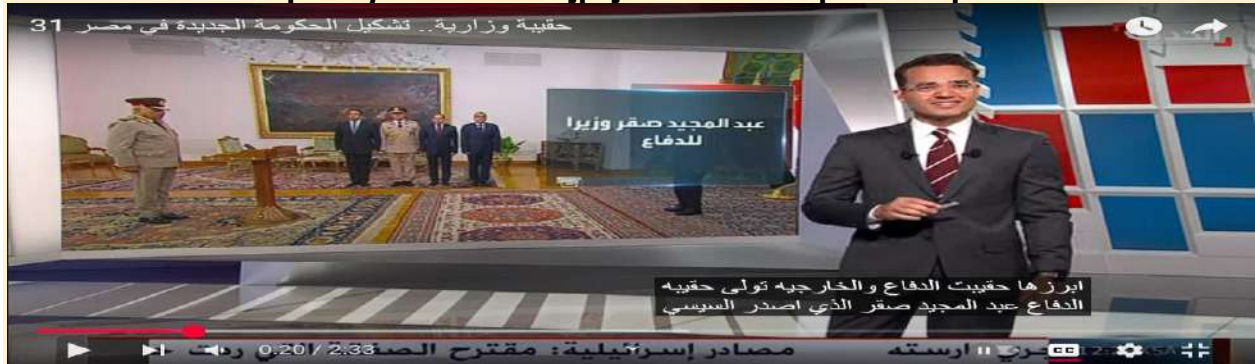 حقيبة وزارية.. تشكيل الحكومة الجديدة في مصر 31
عبد المجيد صقر وزيرا
للدفاع
ابرزها حقيبت الدفاع والخارجيه تولى حقيبه
الدفاع عبد المجيد صقر الذي اصدر السيسي
0:20 / 2:33
مصادر إسرائيلية: مقترح